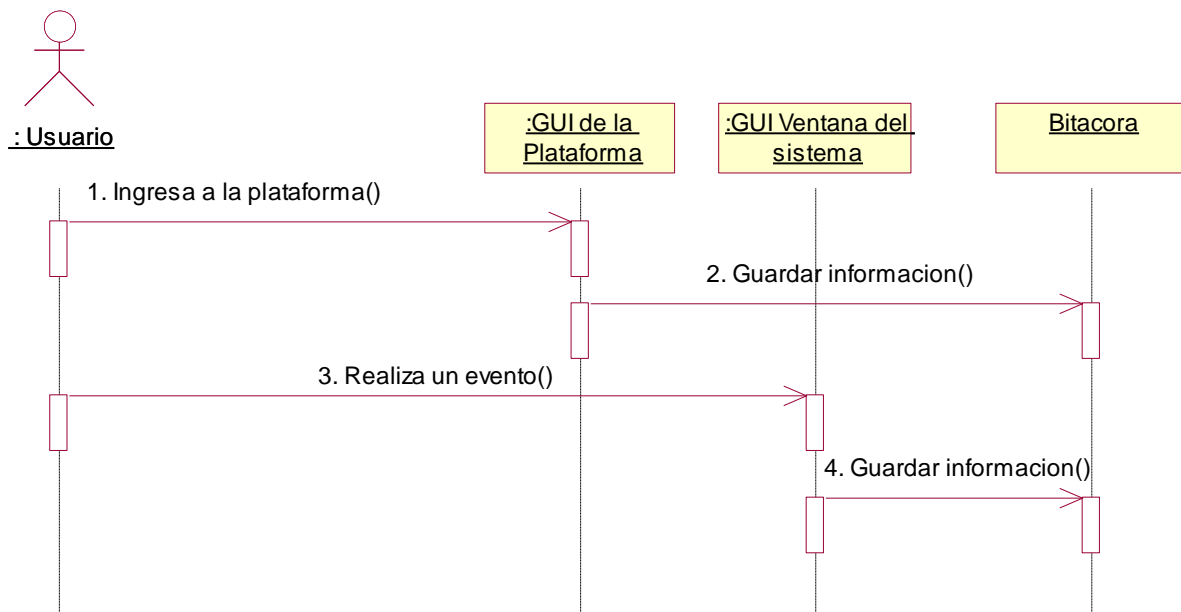 : Usuario
:GUI de la
Plataforma
:GUI Ventana del
sistema
Bitacora
1. Ingresa a la plataforma()
2. Guardar informacion()
3. Realiza un evento()
4. Guardar informacion()